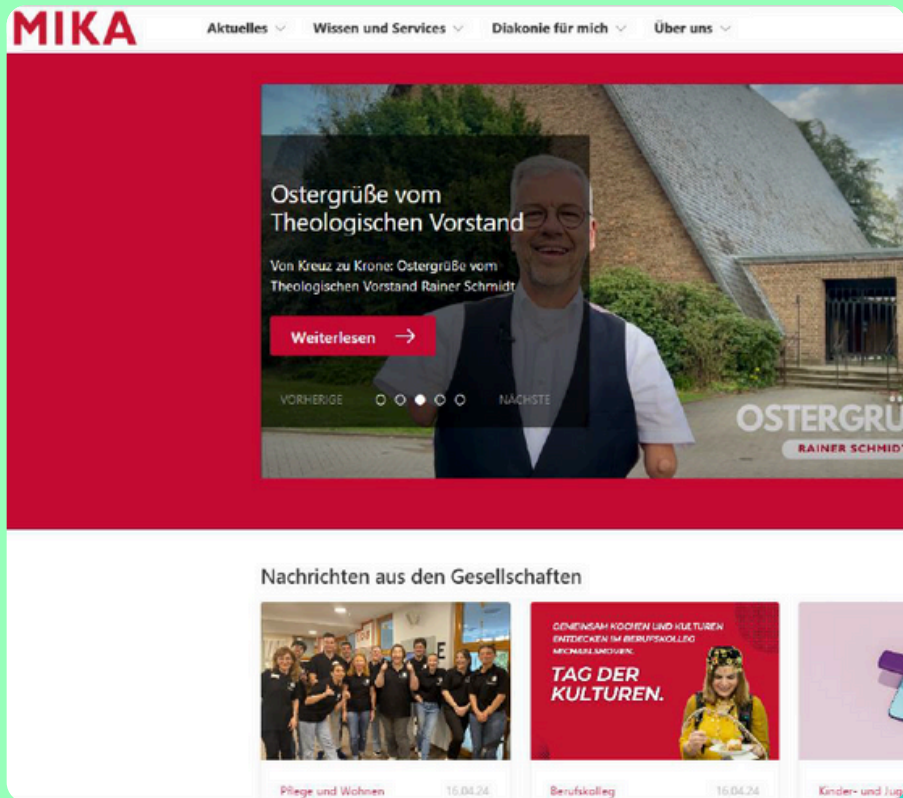 MIKA
Aktuelles Wissen und Services Diakonie für mich Über uns
Ostergrüße vom
Theologischen Vorstand
Von Kreuz zu Krone: Ostergrüße vom
Theologischen Vorstand Rainer Schmidt
Weiterlesen
VORHERIGE NÄCHSTE
OSTERGRÜ
RAINER SCHMIDT
Nachrichten aus den Gesellschaften
GEMEINSAM KOCHEN UND KULTUREN
ENTDECKEN IM BERUFSKOLLEG
MICHAELSHOVEN.
TAG DER
KULTUREN.
Pflege und Wohnen 16.04.24
Berufskolleg 16.04.24
Kinder- und Jug